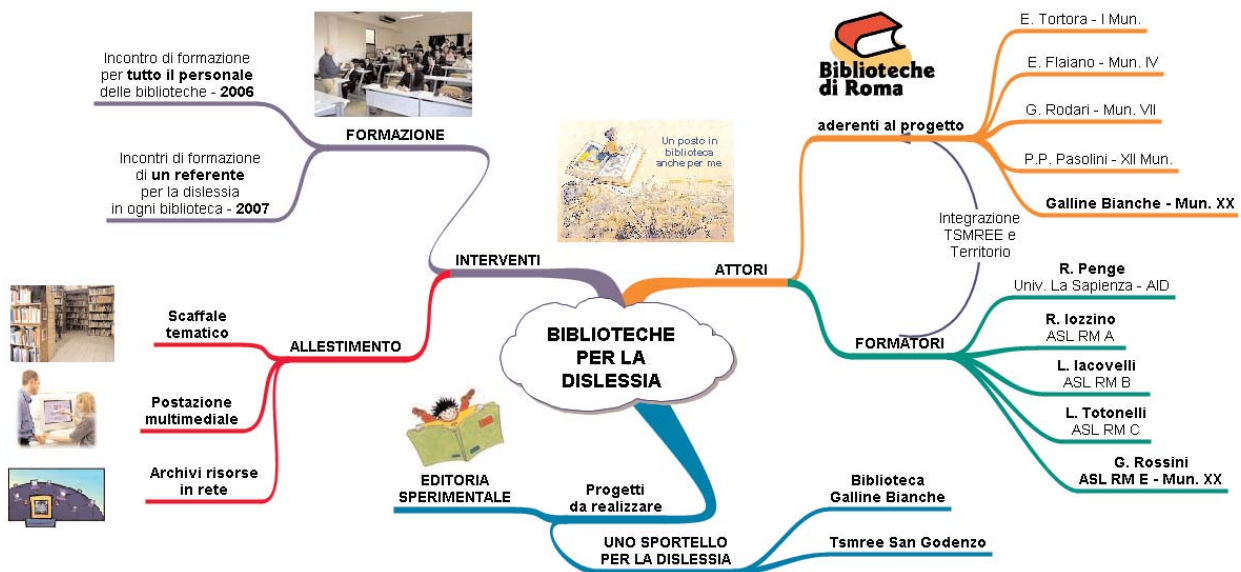 Incontro di formazione
per tutto il personale
delle biblioteche - 2006
FORMAZIONE
Incontri di formazione
di un referente
per la dislessia
in ogni biblioteca - 2007
INTERVENTI
Scaffale
tematico
ALLESTIMENTO
Postazione
multimediale
Archivi risorse
in rete
Un posto in
biblioteca
anche per me
BIBLIOTECHE
PER LA
DISLESSIA
ATTORI
Biblioteche
di Roma
aderenti al progetto
E. Tortora - I Mun.
E. Flaiano - Mun. IV
G. Rodari - Mun. VII
P.P. Pasolini - XII Mun.
Galline Bianche - Mun. XX
Integrazione
TSMREE e
Territorio
FORMATORI
R. Penge
Univ. La Sapienza - AID
R. Iozzino
ASL RM A
L. Iacovelli
ASL RM B
L. Totonelli
ASL RM C
G. Rossini
ASL RM E - Mun. XX
EDITORIA
SPERIMENTALE
Progetti
da realizzare
UNO SPORTELLO
PER LA DISLESSIA
Biblioteca
Galline Bianche
Tsmree San Godenzo